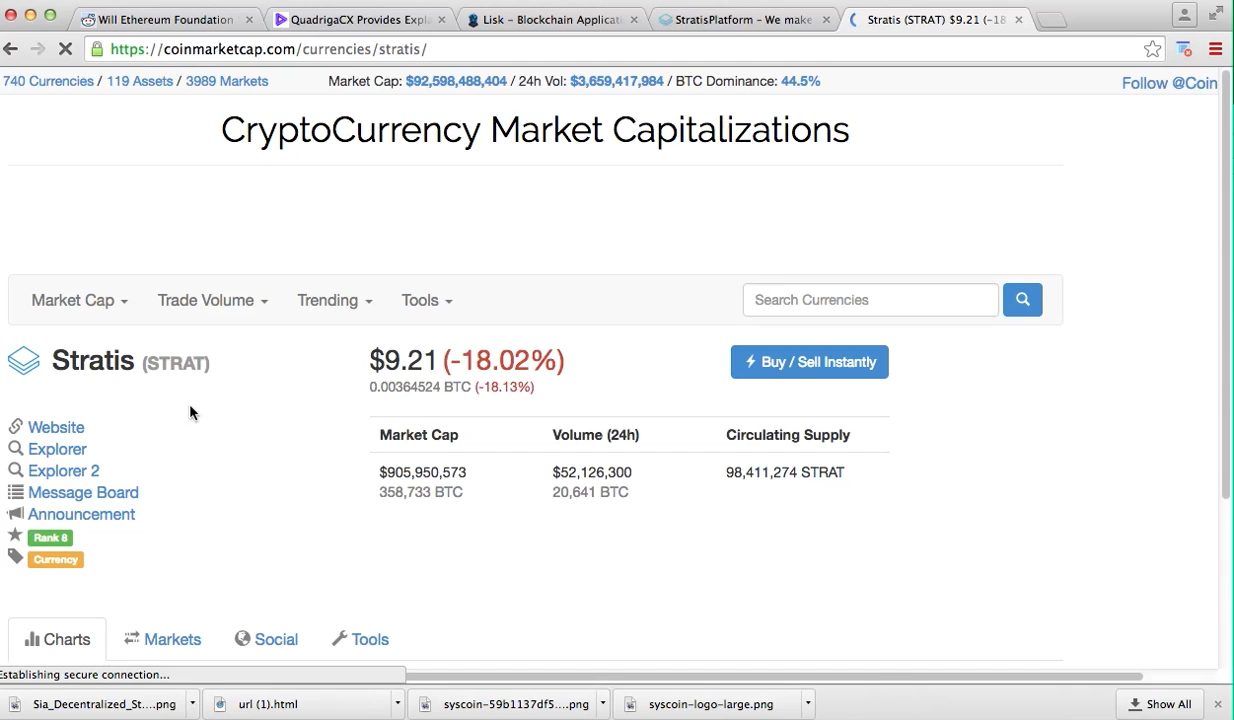 Will Ethereum Foundation
QuadrigaCX Provides Expla
Lisk – Blockchain Applicati
StratisPlatform – We make
Stratis (STRAT) $9.21 (-18
https://coinmarketcap.com/currencies/stratis/
740 Currencies / 119 Assets / 3989 Markets
Market Cap: $92,598,488,404 / 24h Vol: $3,659,417,984 / BTC Dominance: 44.5%
Follow @Coin
CryptoCurrency Market Capitalizations
Market Cap
Trade Volume
Trending
Tools
Search Currencies
Stratis (STRAT)
$9.21 (-18.02%)
0.00364524 BTC (-18.13%)
Buy / Sell Instantly
Website
Explorer
Explorer 2
Message Board
Announcement
Rank 8
Currency
Market Cap Volume (24h) Circulating Supply
$905,950,573 $52,126,300 98,411,274 STRAT
358,733 BTC 20,641 BTC
Charts
Markets
Social
Tools
Establishing secure connection...
Sia_Decentralized_St....png
url (1).html
syscoin-59b1137df5....png
syscoin-logo-large.png
Show All